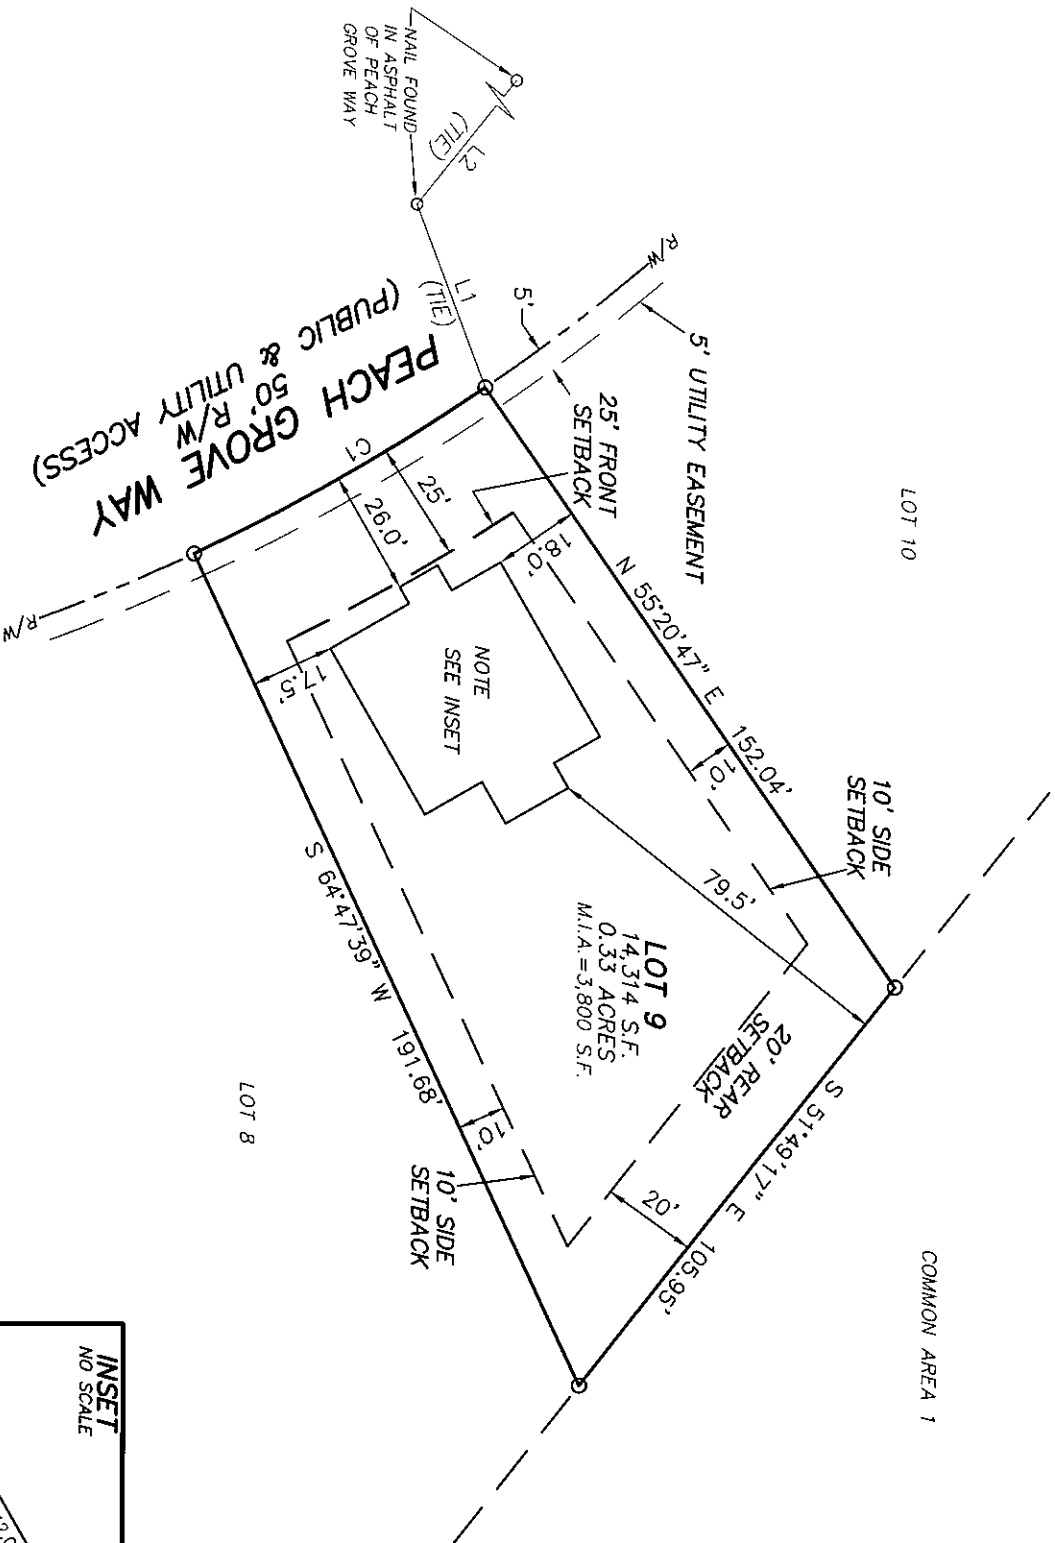 NAIL FOUND
IN ASPHALT
OF PEACH
GROVE WAY
L2
(TIE)
L1
(TIE)
R/W
5'
5' UTILITY EASEMENT
25' FRONT
SETBACK
PEACH GROVE WAY
50' R/W
(PUBLIC & UTILITY ACCESS)
C1
25'
26.0'
18.0'
17.5'
R/W
LOT 10
N 55°20'47" E 152.04'
10'
10' SIDE
SETBACK
NOTE
SEE INSET
79.5'
LOT 9
14,314 S.F.
0.33 ACRES
M.I.A.=3,800 S.F.
20' REAR
SETBACK
S 51°49'17" E 105.95'
20'
S 64°47'39" W 191.68'
10'
10' SIDE
SETBACK
LOT 8
COMMON AREA 1
INSET
NO SCALE